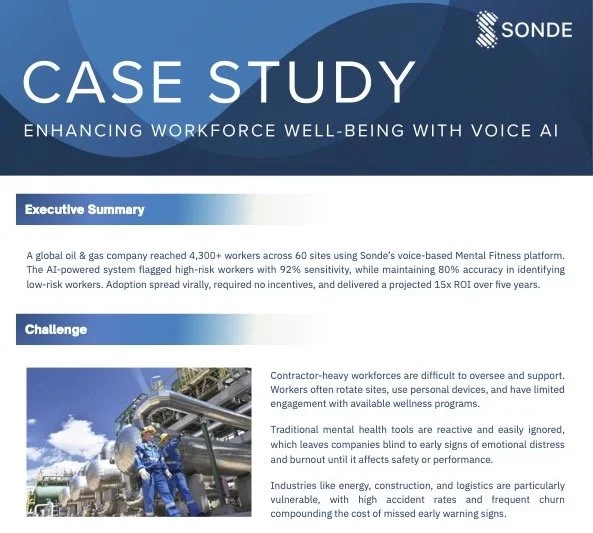 SONDE
CASE STUDY
ENHANCING WORKFORCE WELL-BEING WITH VOICE AI
Executive Summary
A global oil & gas company reached 4,300+ workers across 60 sites using Sonde's voice-based Mental Fitness platform.
The AI-powered system flagged high-risk workers with 92% sensitivity, while maintaining 80% accuracy in identifying
low-risk workers. Adoption spread virally, required no incentives, and delivered a projected 15x ROI over five years.
Challenge
Contractor-heavy workforces are difficult to oversee and support.
Workers often rotate sites, use personal devices, and have limited
engagement with available wellness programs.
Traditional mental health tools are reactive and easily ignored,
which leaves companies blind to early signs of emotional distress
and burnout until it affects safety or performance.
Industries like energy, construction, and logistics are particularly
vulnerable, with high accident rates and frequent churn
compounding the cost of missed early warning signs.